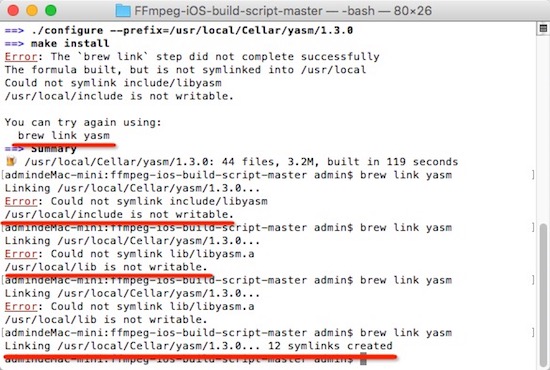 FFmpeg-iOS-build-script-master — -bash — 80×26
==> ./configure --prefix=/usr/local/Cellar/yasm/1.3.0
==> make install
Error: The `brew link` step did not complete successfully
The formula built, but is not symlinked into /usr/local
Could not symlink include/libyasm
/usr/local/include is not writable.
You can try again using:
brew link yasm
==> Summary
🍺 /usr/local/Cellar/yasm/1.3.0: 44 files, 3.2M, built in 119 seconds
[admindeMac-mini:ffmpeg-ios-build-script-master admin$ brew link yasm ]
Linking /usr/local/Cellar/yasm/1.3.0...
Error: Could not symlink include/libyasm
/usr/local/include is not writable.
[admindeMac-mini:ffmpeg-ios-build-script-master admin$ brew link yasm ]
Linking /usr/local/Cellar/yasm/1.3.0...
Error: Could not symlink lib/libyasm.a
/usr/local/lib is not writable.
[admindeMac-mini:ffmpeg-ios-build-script-master admin$ brew link yasm ]
Linking /usr/local/Cellar/yasm/1.3.0...
Error: Could not symlink lib/libyasm.a
/usr/local/lib is not writable.
[admindeMac-mini:ffmpeg-ios-build-script-master admin$ brew link yasm ]
Linking /usr/local/Cellar/yasm/1.3.0... 12 symlinks created
admindeMac-mini:ffmpeg-ios-build-script-master admin$